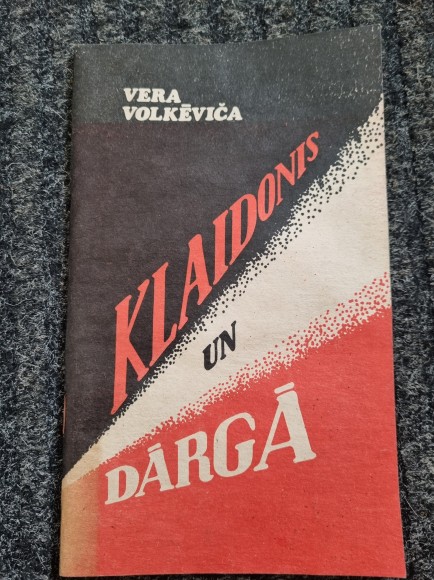 VERA
VOLKĒVIČA
KLAIDONIS
UN
DĀRGĀ